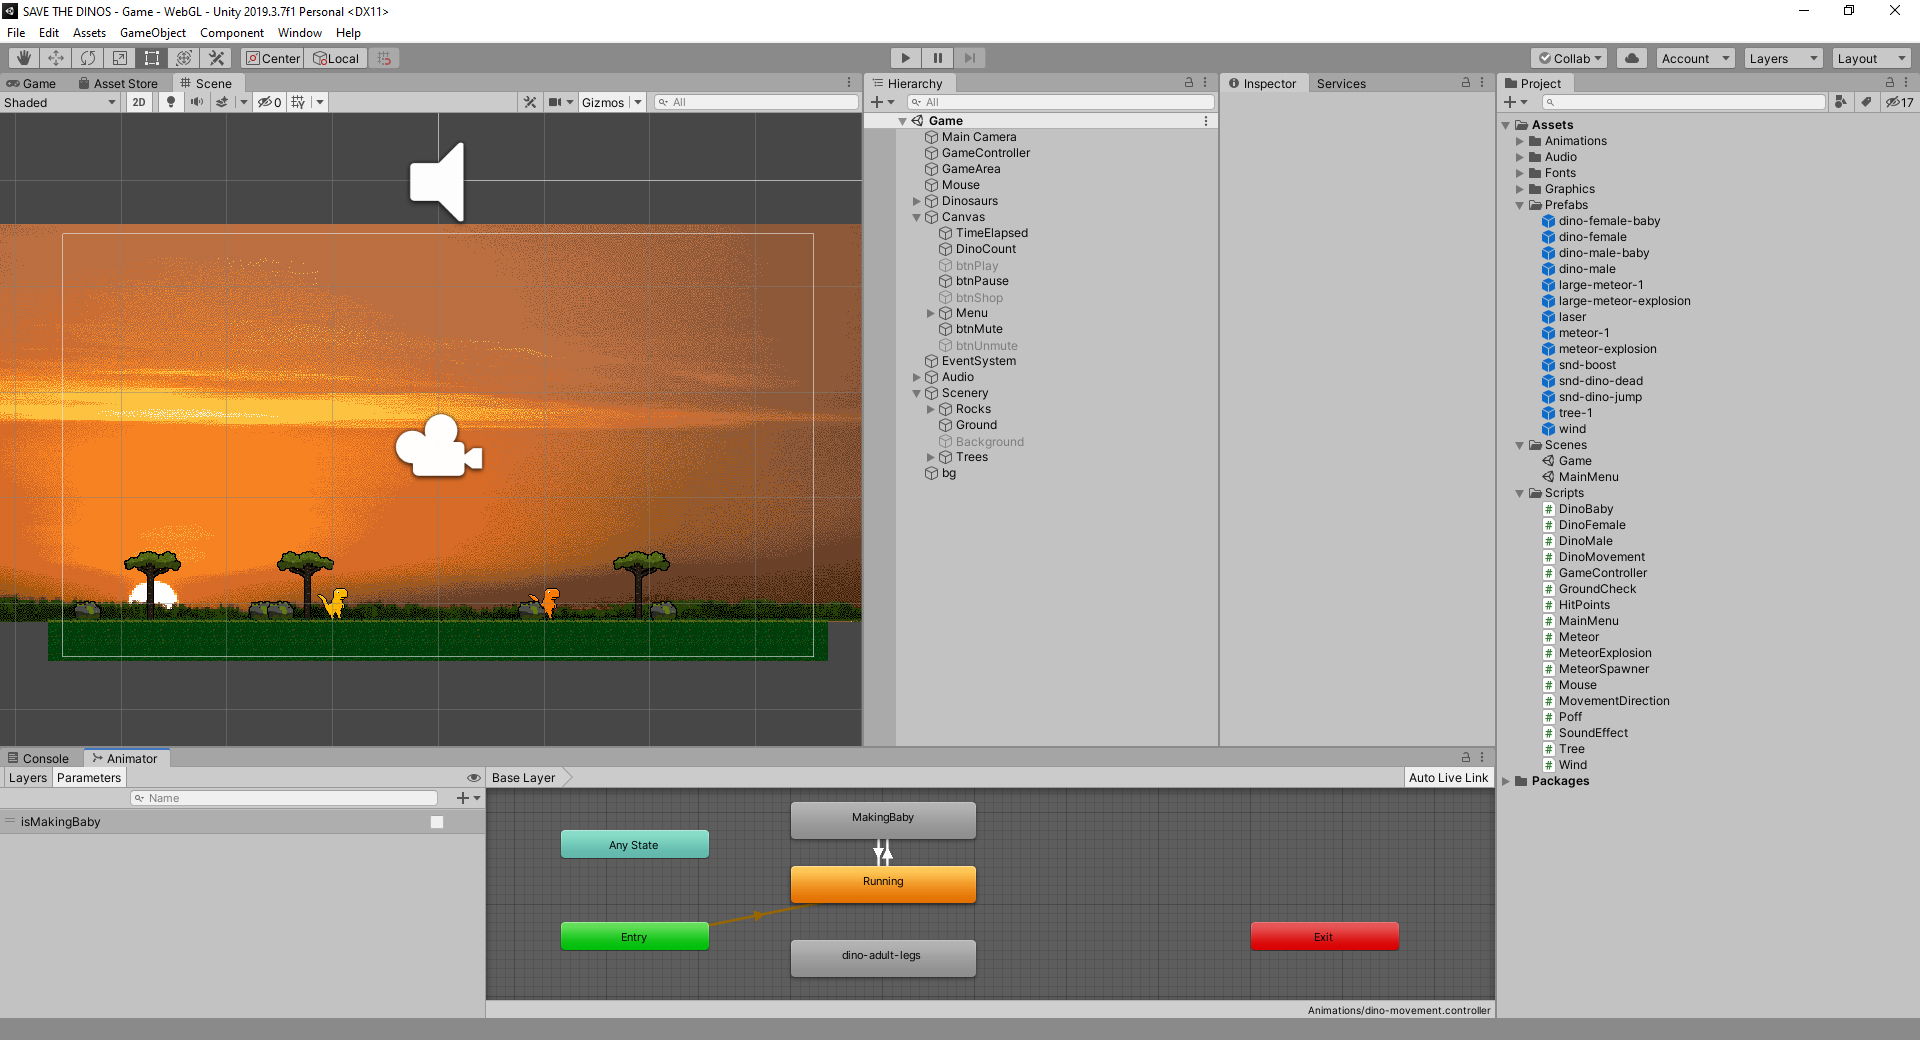 SAVE THE DINOS - Game - WebGL - Unity 2019.3.7f1 Personal <DX11>
File Edit Assets GameObject Component Window Help
Center Local
Collab Account Layers Layout
Game Asset Store Scene
Shaded 2D 0 Gizmos All
Hierarchy
All
Game
Main Camera
GameController
GameArea
Mouse
Dinosaurs
Canvas
TimeElapsed
DinoCount
btnPlay
btnPause
btnShop
Menu
btnMute
btnUnmute
EventSystem
Audio
Scenery
Rocks
Ground
Background
Trees
bg
Inspector Services
Project
17
Assets
Animations
Audio
Fonts
Graphics
Prefabs
dino-female-baby
dino-female
dino-male-baby
dino-male
large-meteor-1
large-meteor-explosion
laser
meteor-1
meteor-explosion
snd-boost
snd-dino-dead
snd-dino-jump
tree-1
wind
Scenes
Game
MainMenu
Scripts
DinoBaby
DinoFemale
DinoMale
DinoMovement
GameController
GroundCheck
HitPoints
MainMenu
Meteor
MeteorExplosion
MeteorSpawner
Mouse
MovementDirection
Poff
SoundEffect
Tree
Wind
Packages
Console Animator
Layers Parameters
Name
isMakingBaby
Base Layer
Auto Live Link
MakingBaby
Any State
Running
Entry
Exit
dino-adult-legs
Animations/dino-movement.controller